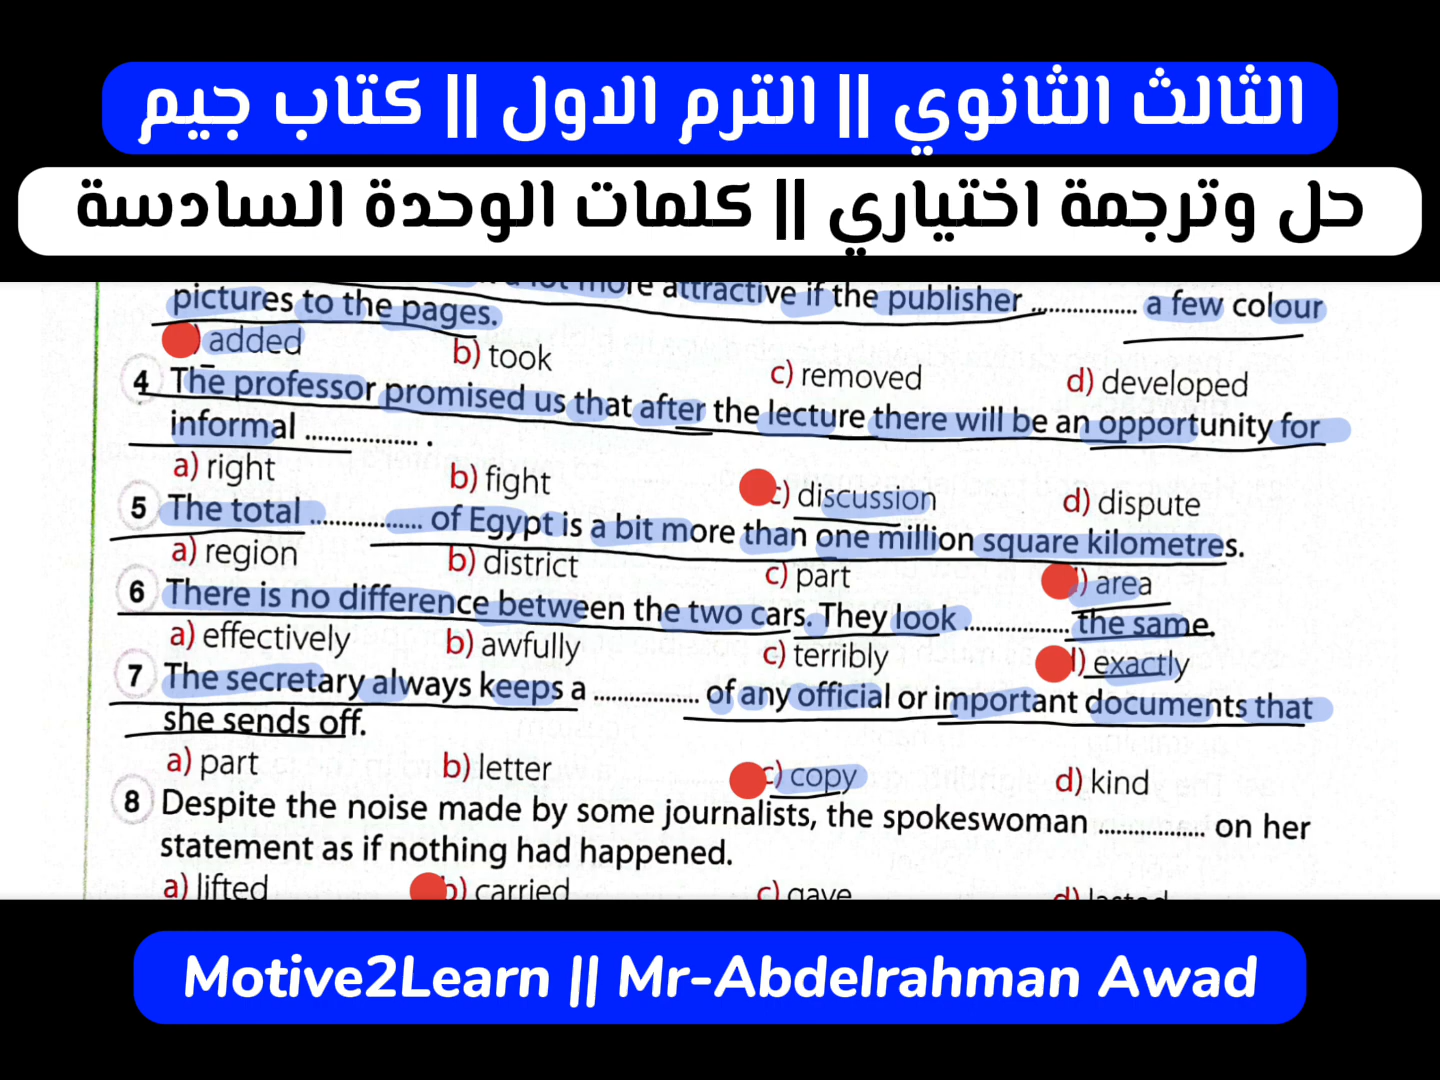 الثالث الثانوي || الترم الاول || كتاب جيم
حل وترجمة اختياري || كلمات الوحدة السادسة
a lot more attractive if the publisher .................. a few colour
pictures to the pages.
) added b) took c) removed d) developed
4 The professor promised us that after the lecture there will be an opportunity for
informal .................. .
a) right b) fight c) discussion d) dispute
5 The total .................. of Egypt is a bit more than one million square kilometres.
a) region b) district c) part d) area
6 There is no difference between the two cars. They look .................. the same.
a) effectively b) awfully c) terribly d) exactly
7 The secretary always keeps a .................. of any official or important documents that
she sends off.
a) part b) letter c) copy d) kind
8 Despite the noise made by some journalists, the spokeswoman .................. on her
statement as if nothing had happened.
a) lifted b) carried c) gave d) lasted
Motive2Learn || Mr-Abdelrahman Awad